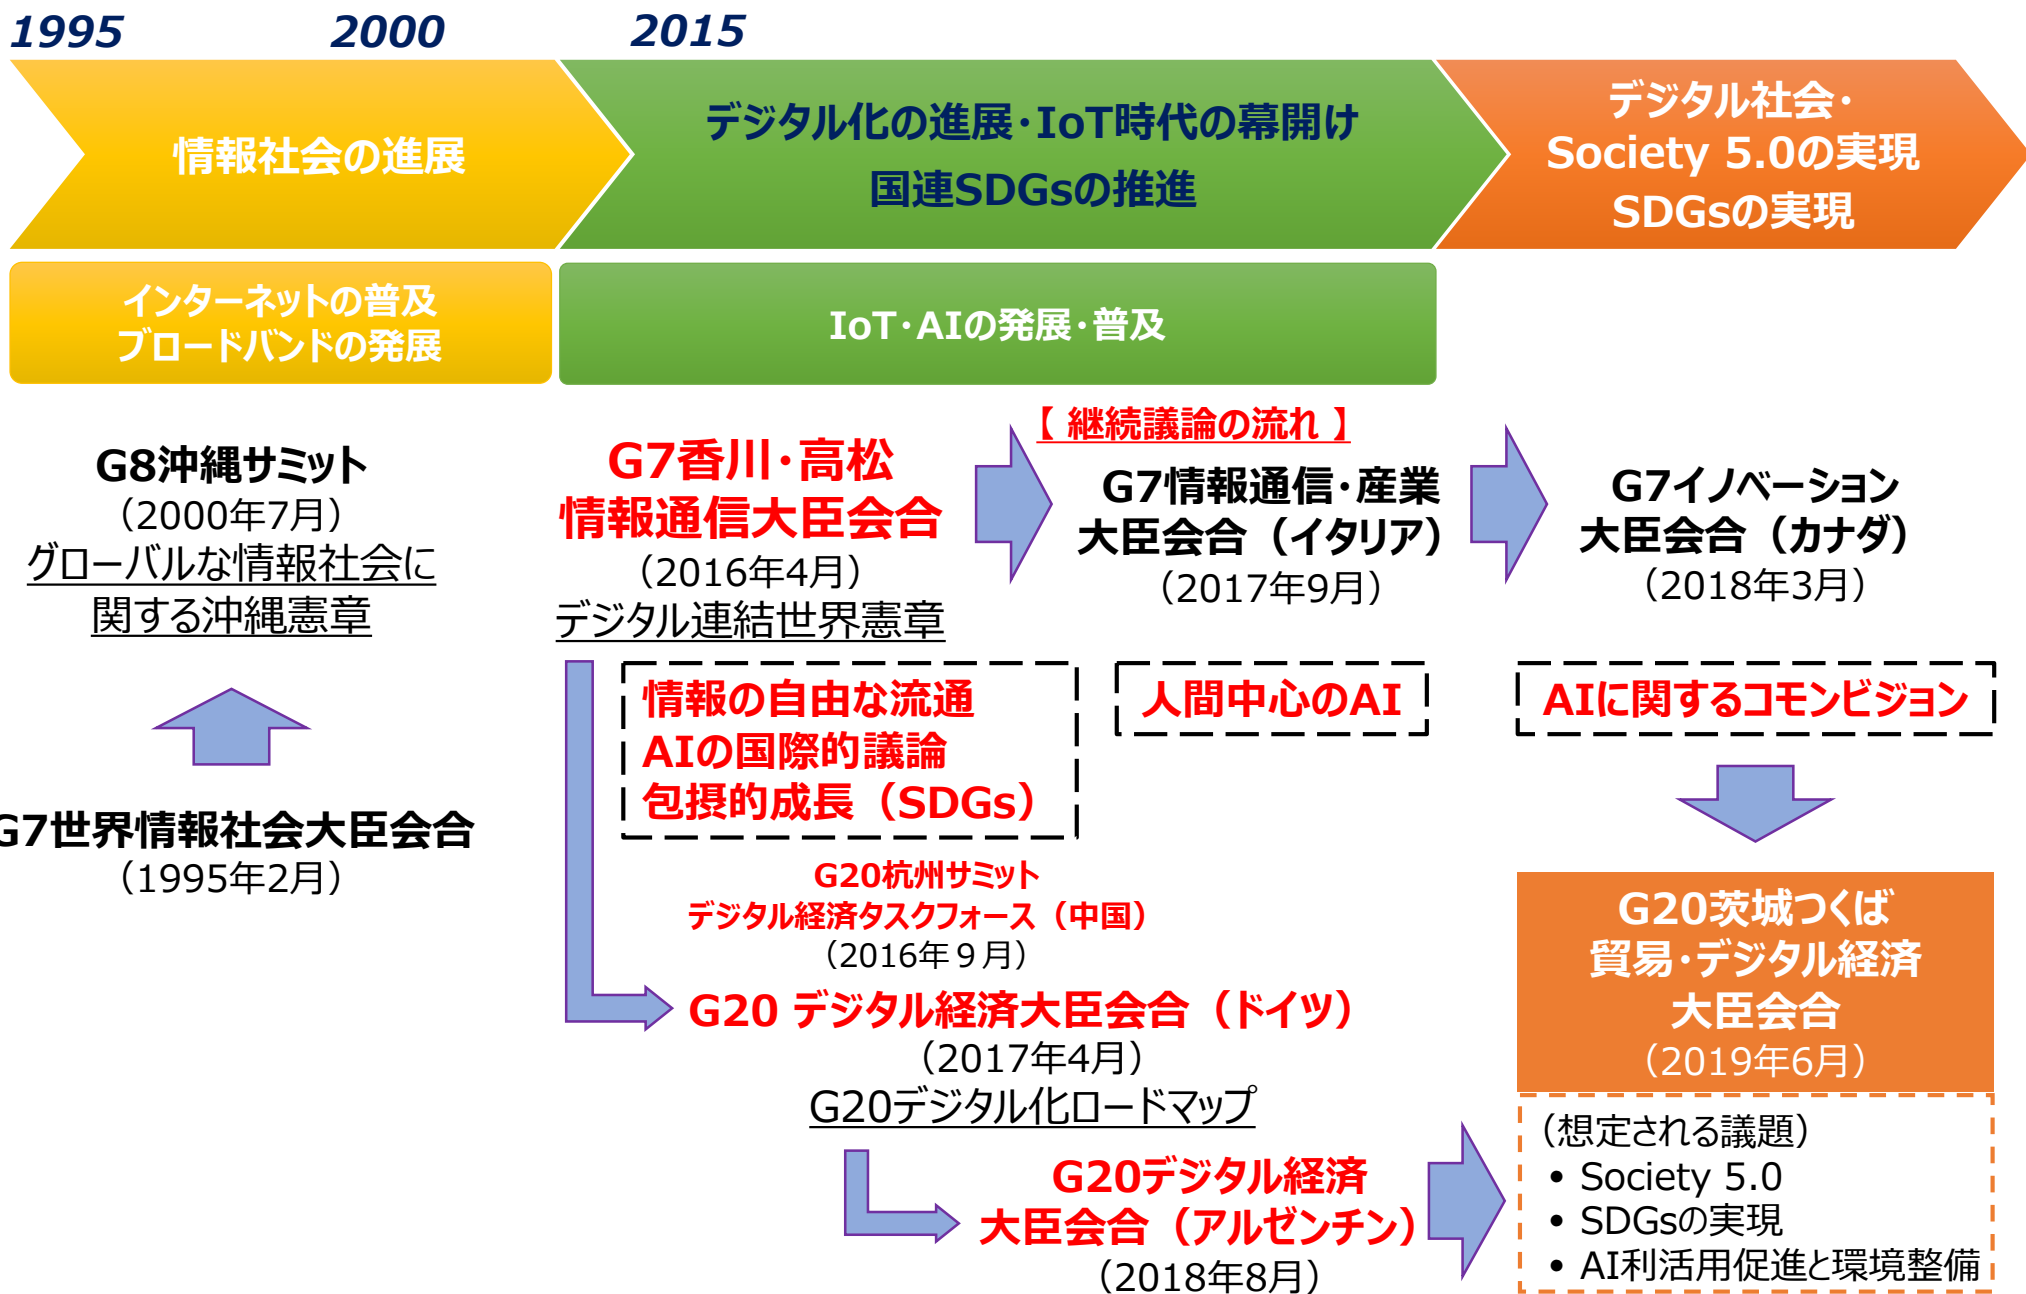 1995
2000
2015
情報社会の進展
デジタル化の進展・IoT時代の幕開け
国連SDGsの推進
デジタル社会・
Society 5.0の実現
SDGsの実現
インターネットの普及
ブロードバンドの発展
IoT・AIの発展・普及
G8沖縄サミット
（2000年7月）
グローバルな情報社会に
関する沖縄憲章
G7世界情報社会大臣会合
（1995年2月）
G7香川・高松
情報通信大臣会合
（2016年4月）
デジタル連結世界憲章
【 継続議論の流れ 】
G7情報通信・産業
大臣会合（イタリア）
（2017年9月）
G7イノベーション
大臣会合（カナダ）
（2018年3月）
情報の自由な流通
AIの国際的議論
包摂的成長（SDGs）
人間中心のAI
AIに関するコモンビジョン
G20杭州サミット
デジタル経済タスクフォース（中国）
（2016年９月）
G20 デジタル経済大臣会合（ドイツ）
（2017年4月）
G20デジタル化ロードマップ
G20デジタル経済
大臣会合（アルゼンチン）
（2018年8月）
G20茨城つくば
貿易・デジタル経済
大臣会合
（2019年6月）
（想定される議題）
• Society 5.0
• SDGsの実現
• AI利活用促進と環境整備